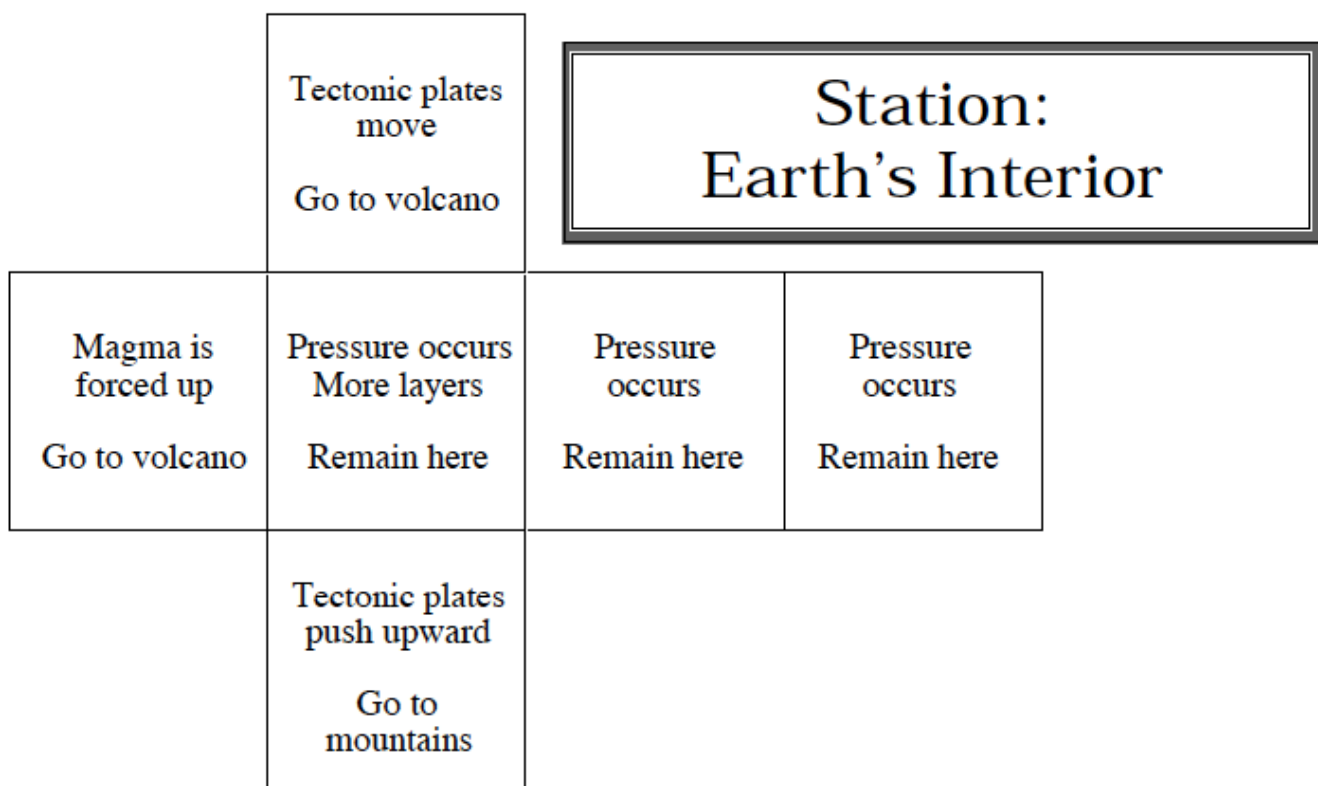 Tectonic plates
move
Go to volcano
Station:
Earth's Interior
Magma is
forced up
Go to volcano
Pressure occurs
More layers
Remain here
Pressure
occurs
Remain here
Pressure
occurs
Remain here
Tectonic plates
push upward
Go to
mountains